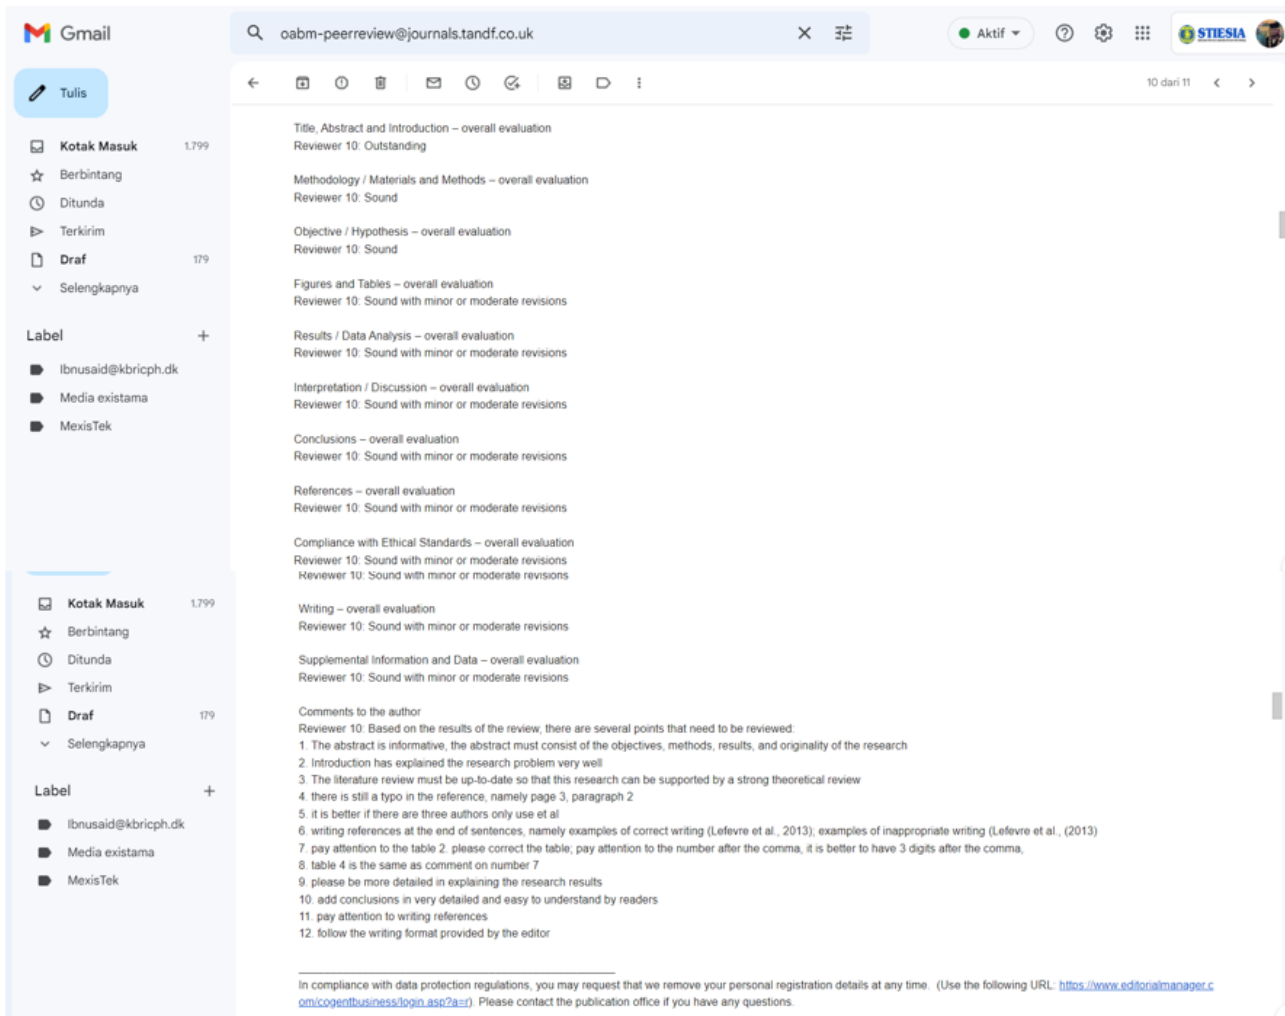 Gmail
oabm-peerreview@journals.tandf.co.uk
Aktif
STIESIA
Tulis
10 dari 11
Kotak Masuk 1.799
Berbintang
Ditunda
Terkirim
Draf 179
Selengkapnya
Label
Ibnusaid@kbricph.dk
Media existama
MexisTek
Title, Abstract and Introduction – overall evaluation
Reviewer 10: Outstanding
Methodology / Materials and Methods – overall evaluation
Reviewer 10: Sound
Objective / Hypothesis – overall evaluation
Reviewer 10: Sound
Figures and Tables – overall evaluation
Reviewer 10: Sound with minor or moderate revisions
Results / Data Analysis – overall evaluation
Reviewer 10: Sound with minor or moderate revisions
Interpretation / Discussion – overall evaluation
Reviewer 10: Sound with minor or moderate revisions
Conclusions – overall evaluation
Reviewer 10: Sound with minor or moderate revisions
References – overall evaluation
Reviewer 10: Sound with minor or moderate revisions
Compliance with Ethical Standards – overall evaluation
Reviewer 10: Sound with minor or moderate revisions
Reviewer 10: Sound with minor or moderate revisions
Kotak Masuk 1.799
Berbintang
Ditunda
Terkirim
Draf 179
Selengkapnya
Label
Ibnusaid@kbricph.dk
Media existama
MexisTek
Writing – overall evaluation
Reviewer 10: Sound with minor or moderate revisions
Supplemental Information and Data – overall evaluation
Reviewer 10: Sound with minor or moderate revisions
Comments to the author
Reviewer 10: Based on the results of the review, there are several points that need to be reviewed:
1. The abstract is informative, the abstract must consist of the objectives, methods, results, and originality of the research
2. Introduction has explained the research problem very well
3. The literature review must be up-to-date so that this research can be supported by a strong theoretical review
4. there is still a typo in the reference, namely page 3, paragraph 2
5. it is better if there are three authors only use et al
6. writing references at the end of sentences, namely examples of correct writing (Lefevre et al., 2013); examples of inappropriate writing (Lefevre et al., (2013)
7. pay attention to the table 2. please correct the table; pay attention to the number after the comma, it is better to have 3 digits after the comma,
8. table 4 is the same as comment on number 7
9. please be more detailed in explaining the research results
10. add conclusions in very detailed and easy to understand by readers
11. pay attention to writing references
12. follow the writing format provided by the editor
In compliance with data protection regulations, you may request that we remove your personal registration details at any time. (Use the following URL: https://www.editorialmanager.c
om/cogentbusiness/login.asp?a=r). Please contact the publication office if you have any questions.